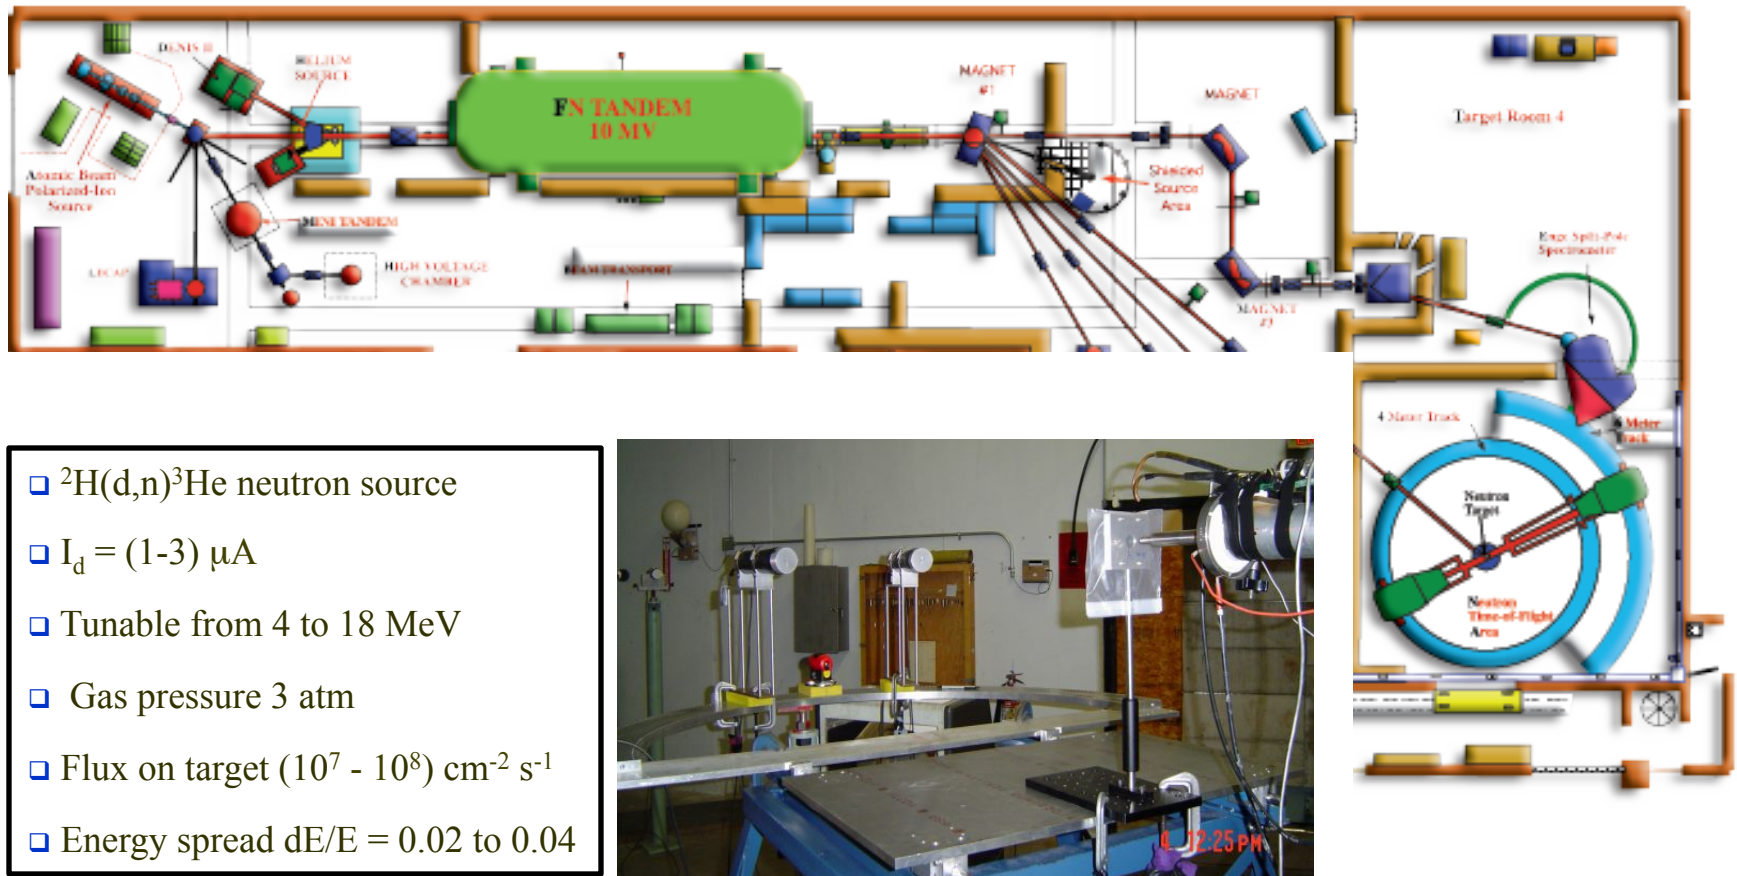 DENIS II
HELIUM
SOURCE
FN TANDEM
10 MV
MAGNET
#1
MAGNET
Target Room 4
Atomic Beam
Polarized-Ion
Source
Shielded
Source
Area
MINI TANDEM
Enge Split-Pole
Spectrometer
LECAP
HIGH VOLTAGE
CHAMBER
BEAM TRANSPORT
MAGNET
4 Meter Track
Meter
Track
Neutron
Target
Neutron
Time-of-Flight
Area
²H(d,n)³He neutron source
I_d = (1-3) μA
Tunable from 4 to 18 MeV
Gas pressure 3 atm
Flux on target (10⁷ - 10⁸) cm⁻² s⁻¹
Energy spread dE/E = 0.02 to 0.04
4 12:25PM